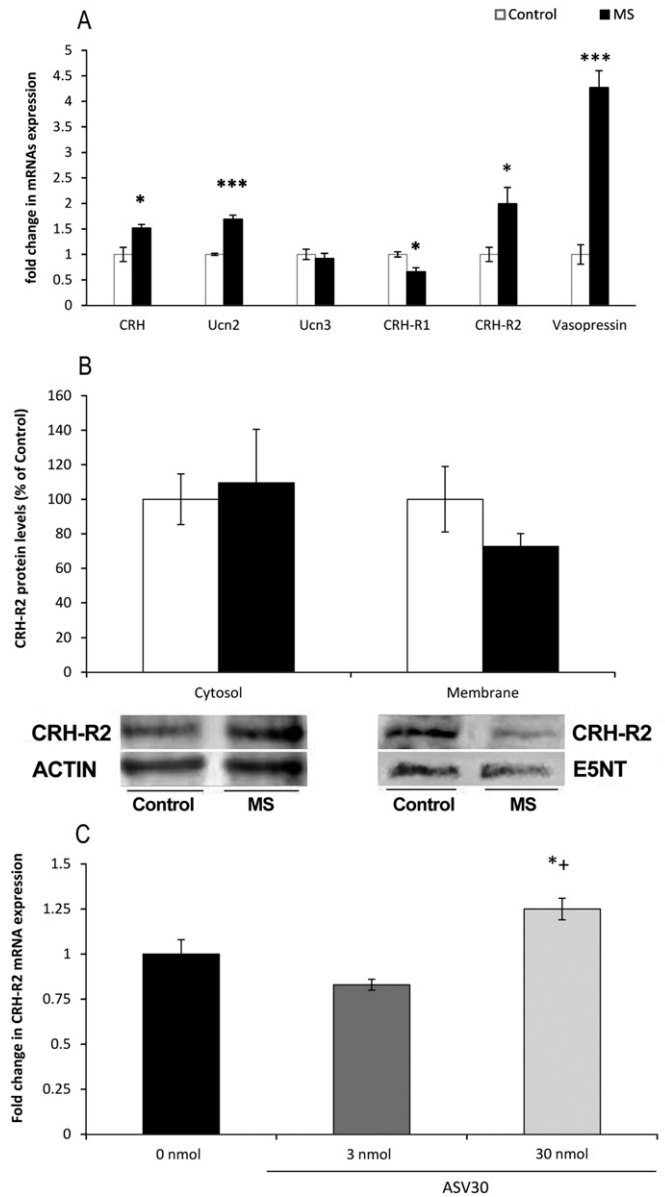 A
Control MS
fold change in mRNAs expression
5
4.5
4
3.5
3
2.5
2
1.5
1
0.5
0
*
***
*
*
***
CRH Ucn2 Ucn3 CRH-R1 CRH-R2 Vasopressin
B
CRH-R2 protein levels (% of Control)
160
140
120
100
80
60
40
20
0
Cytosol Membrane
CRH-R2 CRH-R2
ACTIN E5NT
Control MS Control MS
C
Fold change in CRH-R2 mRNA expression
1.5
1.25
1
0.75
0.5
0.25
0
*+
0 nmol 3 nmol 30 nmol
ASV30